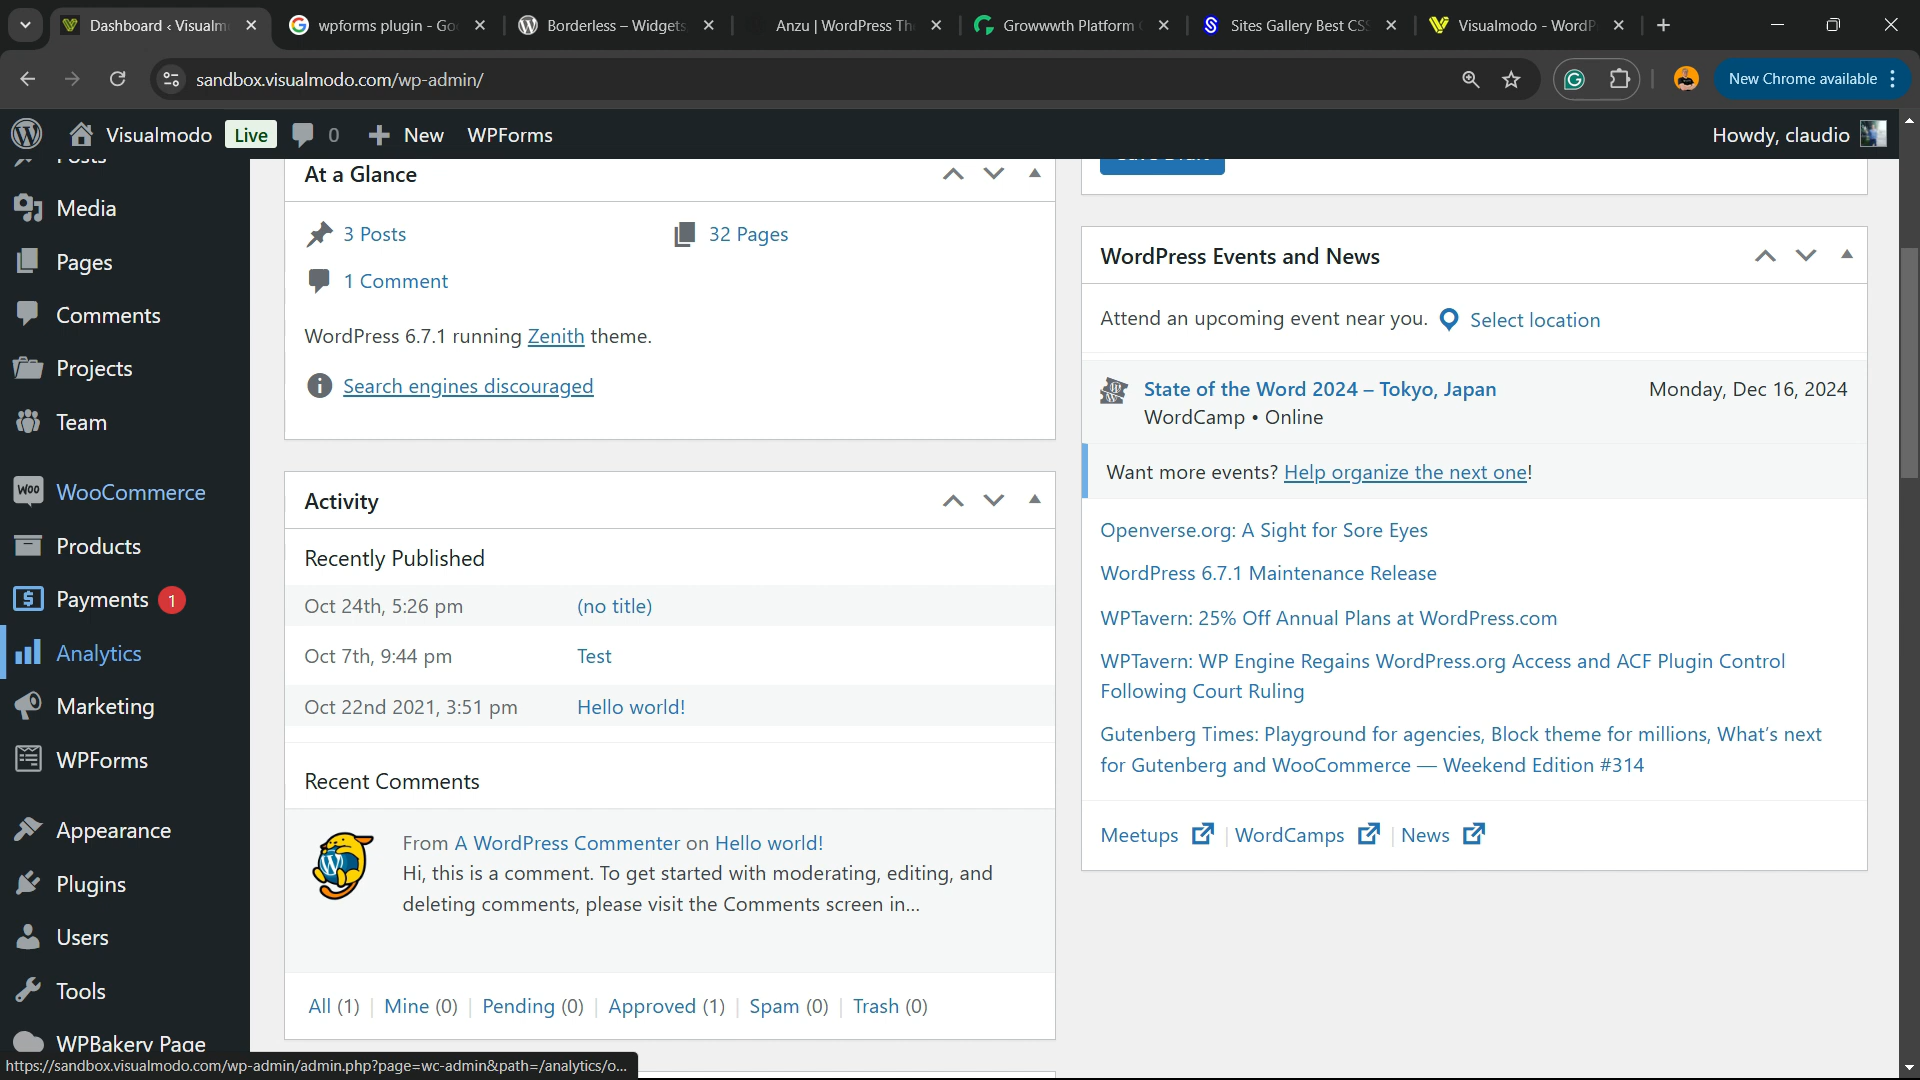 Dashboard ‹ Visualm
wpforms plugin - Go
Borderless – Widgets
Anzu | WordPress Th
Growwwth Platform
Sites Gallery Best CSS
Visualmodo - WordP
sandbox.visualmodo.com/wp-admin/
New Chrome available
Visualmodo
Live
0
New
WPForms
Howdy, claudio
Posts
Media
Pages
Comments
Projects
Team
WooCommerce
Products
Payments 1
Analytics
Marketing
WPForms
Appearance
Plugins
Users
Tools
WPBakery Page
https://sandbox.visualmodo.com/wp-admin/admin.php?page=wc-admin&path=/analytics/o...
At a Glance
3 Posts
32 Pages
1 Comment
WordPress 6.7.1 running Zenith theme.
Search engines discouraged
Activity
Recently Published
Oct 24th, 5:26 pm (no title)
Oct 7th, 9:44 pm Test
Oct 22nd 2021, 3:51 pm Hello world!
Recent Comments
From A WordPress Commenter on Hello world!
Hi, this is a comment. To get started with moderating, editing, and
deleting comments, please visit the Comments screen in…
All (1) | Mine (0) | Pending (0) | Approved (1) | Spam (0) | Trash (0)
Save Draft
WordPress Events and News
Attend an upcoming event near you. Select location
State of the Word 2024 – Tokyo, Japan
Monday, Dec 16, 2024
WordCamp • Online
Want more events? Help organize the next one!
Openverse.org: A Sight for Sore Eyes
WordPress 6.7.1 Maintenance Release
WPTavern: 25% Off Annual Plans at WordPress.com
WPTavern: WP Engine Regains WordPress.org Access and ACF Plugin Control
Following Court Ruling
Gutenberg Times: Playground for agencies, Block theme for millions, What's next
for Gutenberg and WooCommerce — Weekend Edition #314
Meetups | WordCamps | News